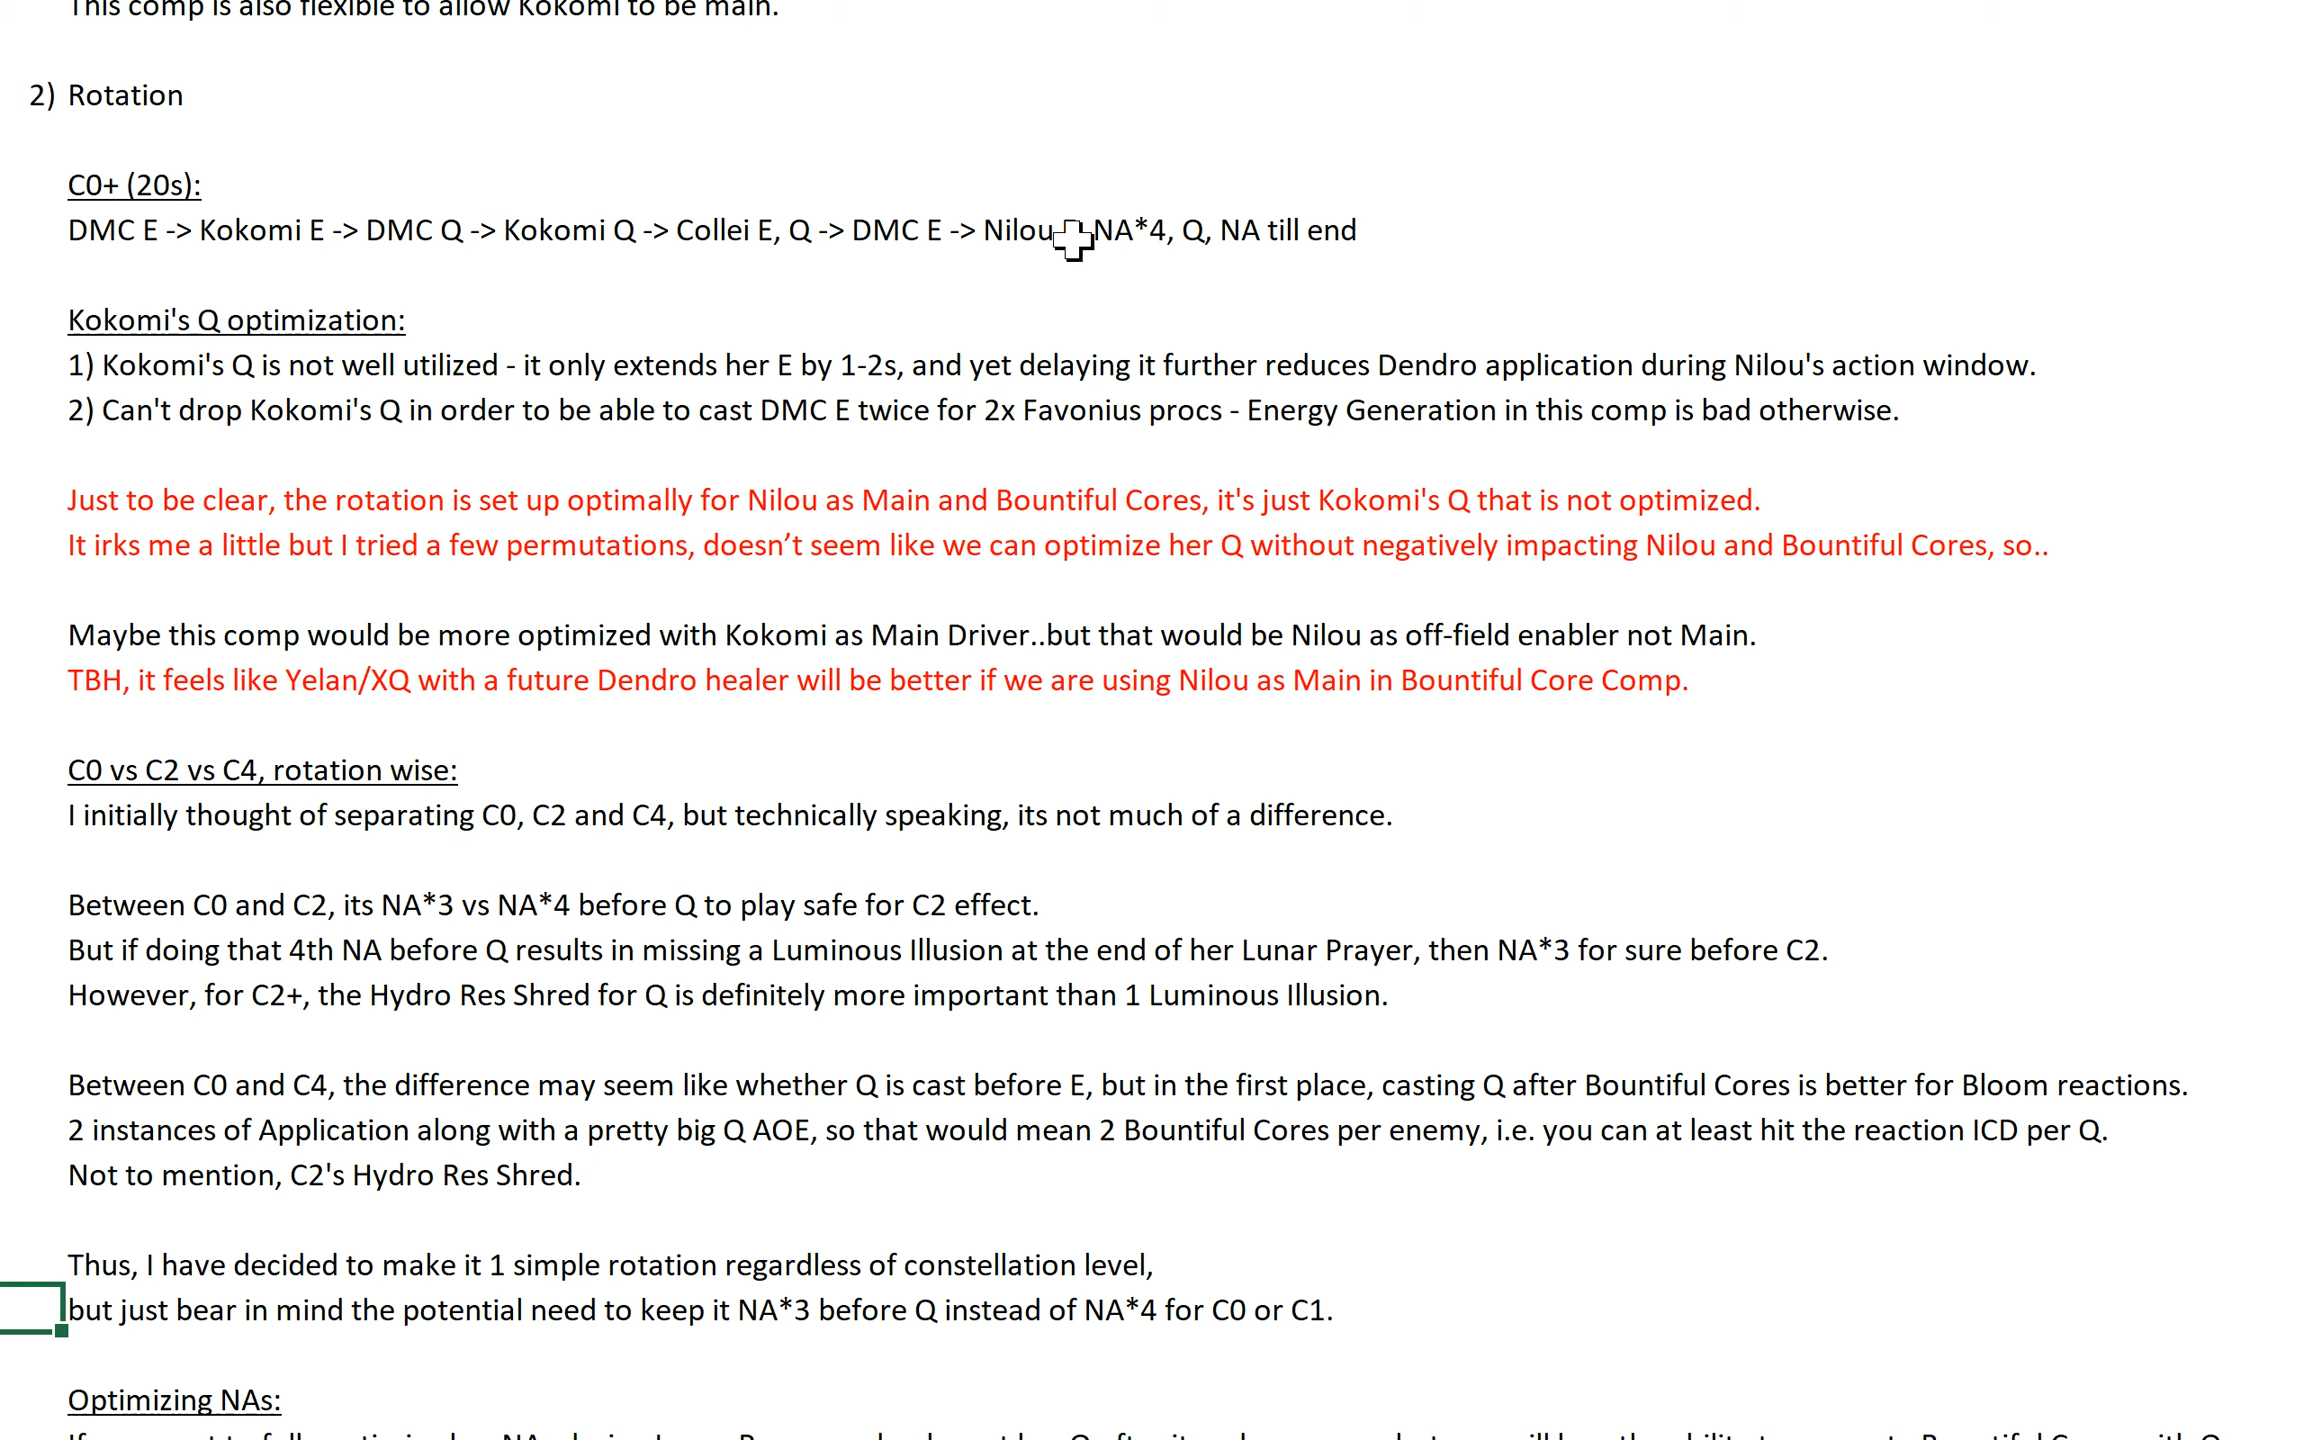 This comp is also flexible to allow Kokomi to be main.
2) Rotation
C0+ (20s):
DMC E -> Kokomi E -> DMC Q -> Kokomi Q -> Collei E, Q -> DMC E -> Nilou NA*4, Q, NA till end
Kokomi's Q optimization:
1) Kokomi's Q is not well utilized - it only extends her E by 1-2s, and yet delaying it further reduces Dendro application during Nilou's action window.
2) Can't drop Kokomi's Q in order to be able to cast DMC E twice for 2x Favonius procs - Energy Generation in this comp is bad otherwise.
Just to be clear, the rotation is set up optimally for Nilou as Main and Bountiful Cores, it's just Kokomi's Q that is not optimized.
It irks me a little but I tried a few permutations, doesn’t seem like we can optimize her Q without negatively impacting Nilou and Bountiful Cores, so..
Maybe this comp would be more optimized with Kokomi as Main Driver..but that would be Nilou as off-field enabler not Main.
TBH, it feels like Yelan/XQ with a future Dendro healer will be better if we are using Nilou as Main in Bountiful Core Comp.
C0 vs C2 vs C4, rotation wise:
I initially thought of separating C0, C2 and C4, but technically speaking, its not much of a difference.
Between C0 and C2, its NA*3 vs NA*4 before Q to play safe for C2 effect.
But if doing that 4th NA before Q results in missing a Luminous Illusion at the end of her Lunar Prayer, then NA*3 for sure before C2.
However, for C2+, the Hydro Res Shred for Q is definitely more important than 1 Luminous Illusion.
Between C0 and C4, the difference may seem like whether Q is cast before E, but in the first place, casting Q after Bountiful Cores is better for Bloom reactions.
2 instances of Application along with a pretty big Q AOE, so that would mean 2 Bountiful Cores per enemy, i.e. you can at least hit the reaction ICD per Q.
Not to mention, C2's Hydro Res Shred.
Thus, I have decided to make it 1 simple rotation regardless of constellation level,
but just bear in mind the potential need to keep it NA*3 before Q instead of NA*4 for C0 or C1.
Optimizing NAs: